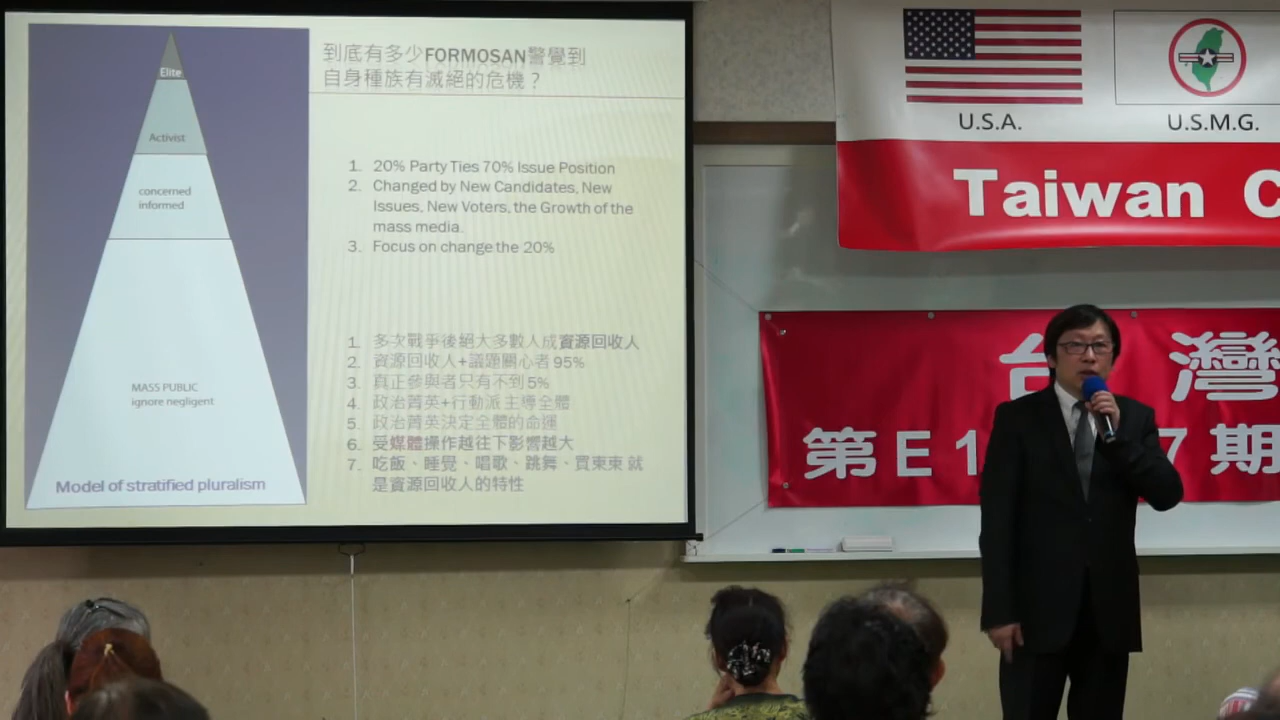 到底有多少FORMOSAN警覺到
自身種族有滅絕的危機？
Elite
Activist
concerned
informed
MASS PUBLIC
ignore negligent
Model of stratified pluralism
1. 20% Party Ties 70% Issue Position
2. Changed by New Candidates, New
Issues, New Voters, the Growth of the
mass media.
3. Focus on change the 20%
1. 多次戰爭後絕大多數人成資源回收人
2. 資源回收人+議題關心者 95%
3. 真正參與者只有不到 5%
4. 政治菁英+行動派主導全體
5. 政治菁英決定全體的命運
6. 受媒體操作越往下影響越大
7. 吃飯、睡覺、唱歌、跳舞、買東東 就
是資源回收人的特性
U.S.A.
U.S.M.G.
Taiwan C
台灣
第E1 7期